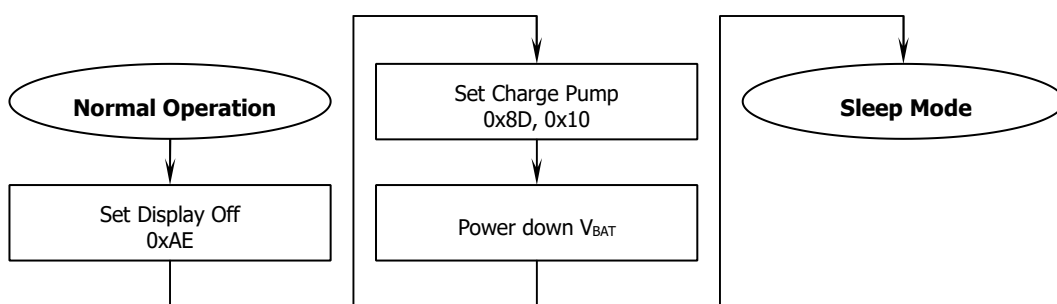 Normal Operation
Set Display Off
0xAE
Set Charge Pump
0x8D, 0x10
Power down VBAT
Sleep Mode